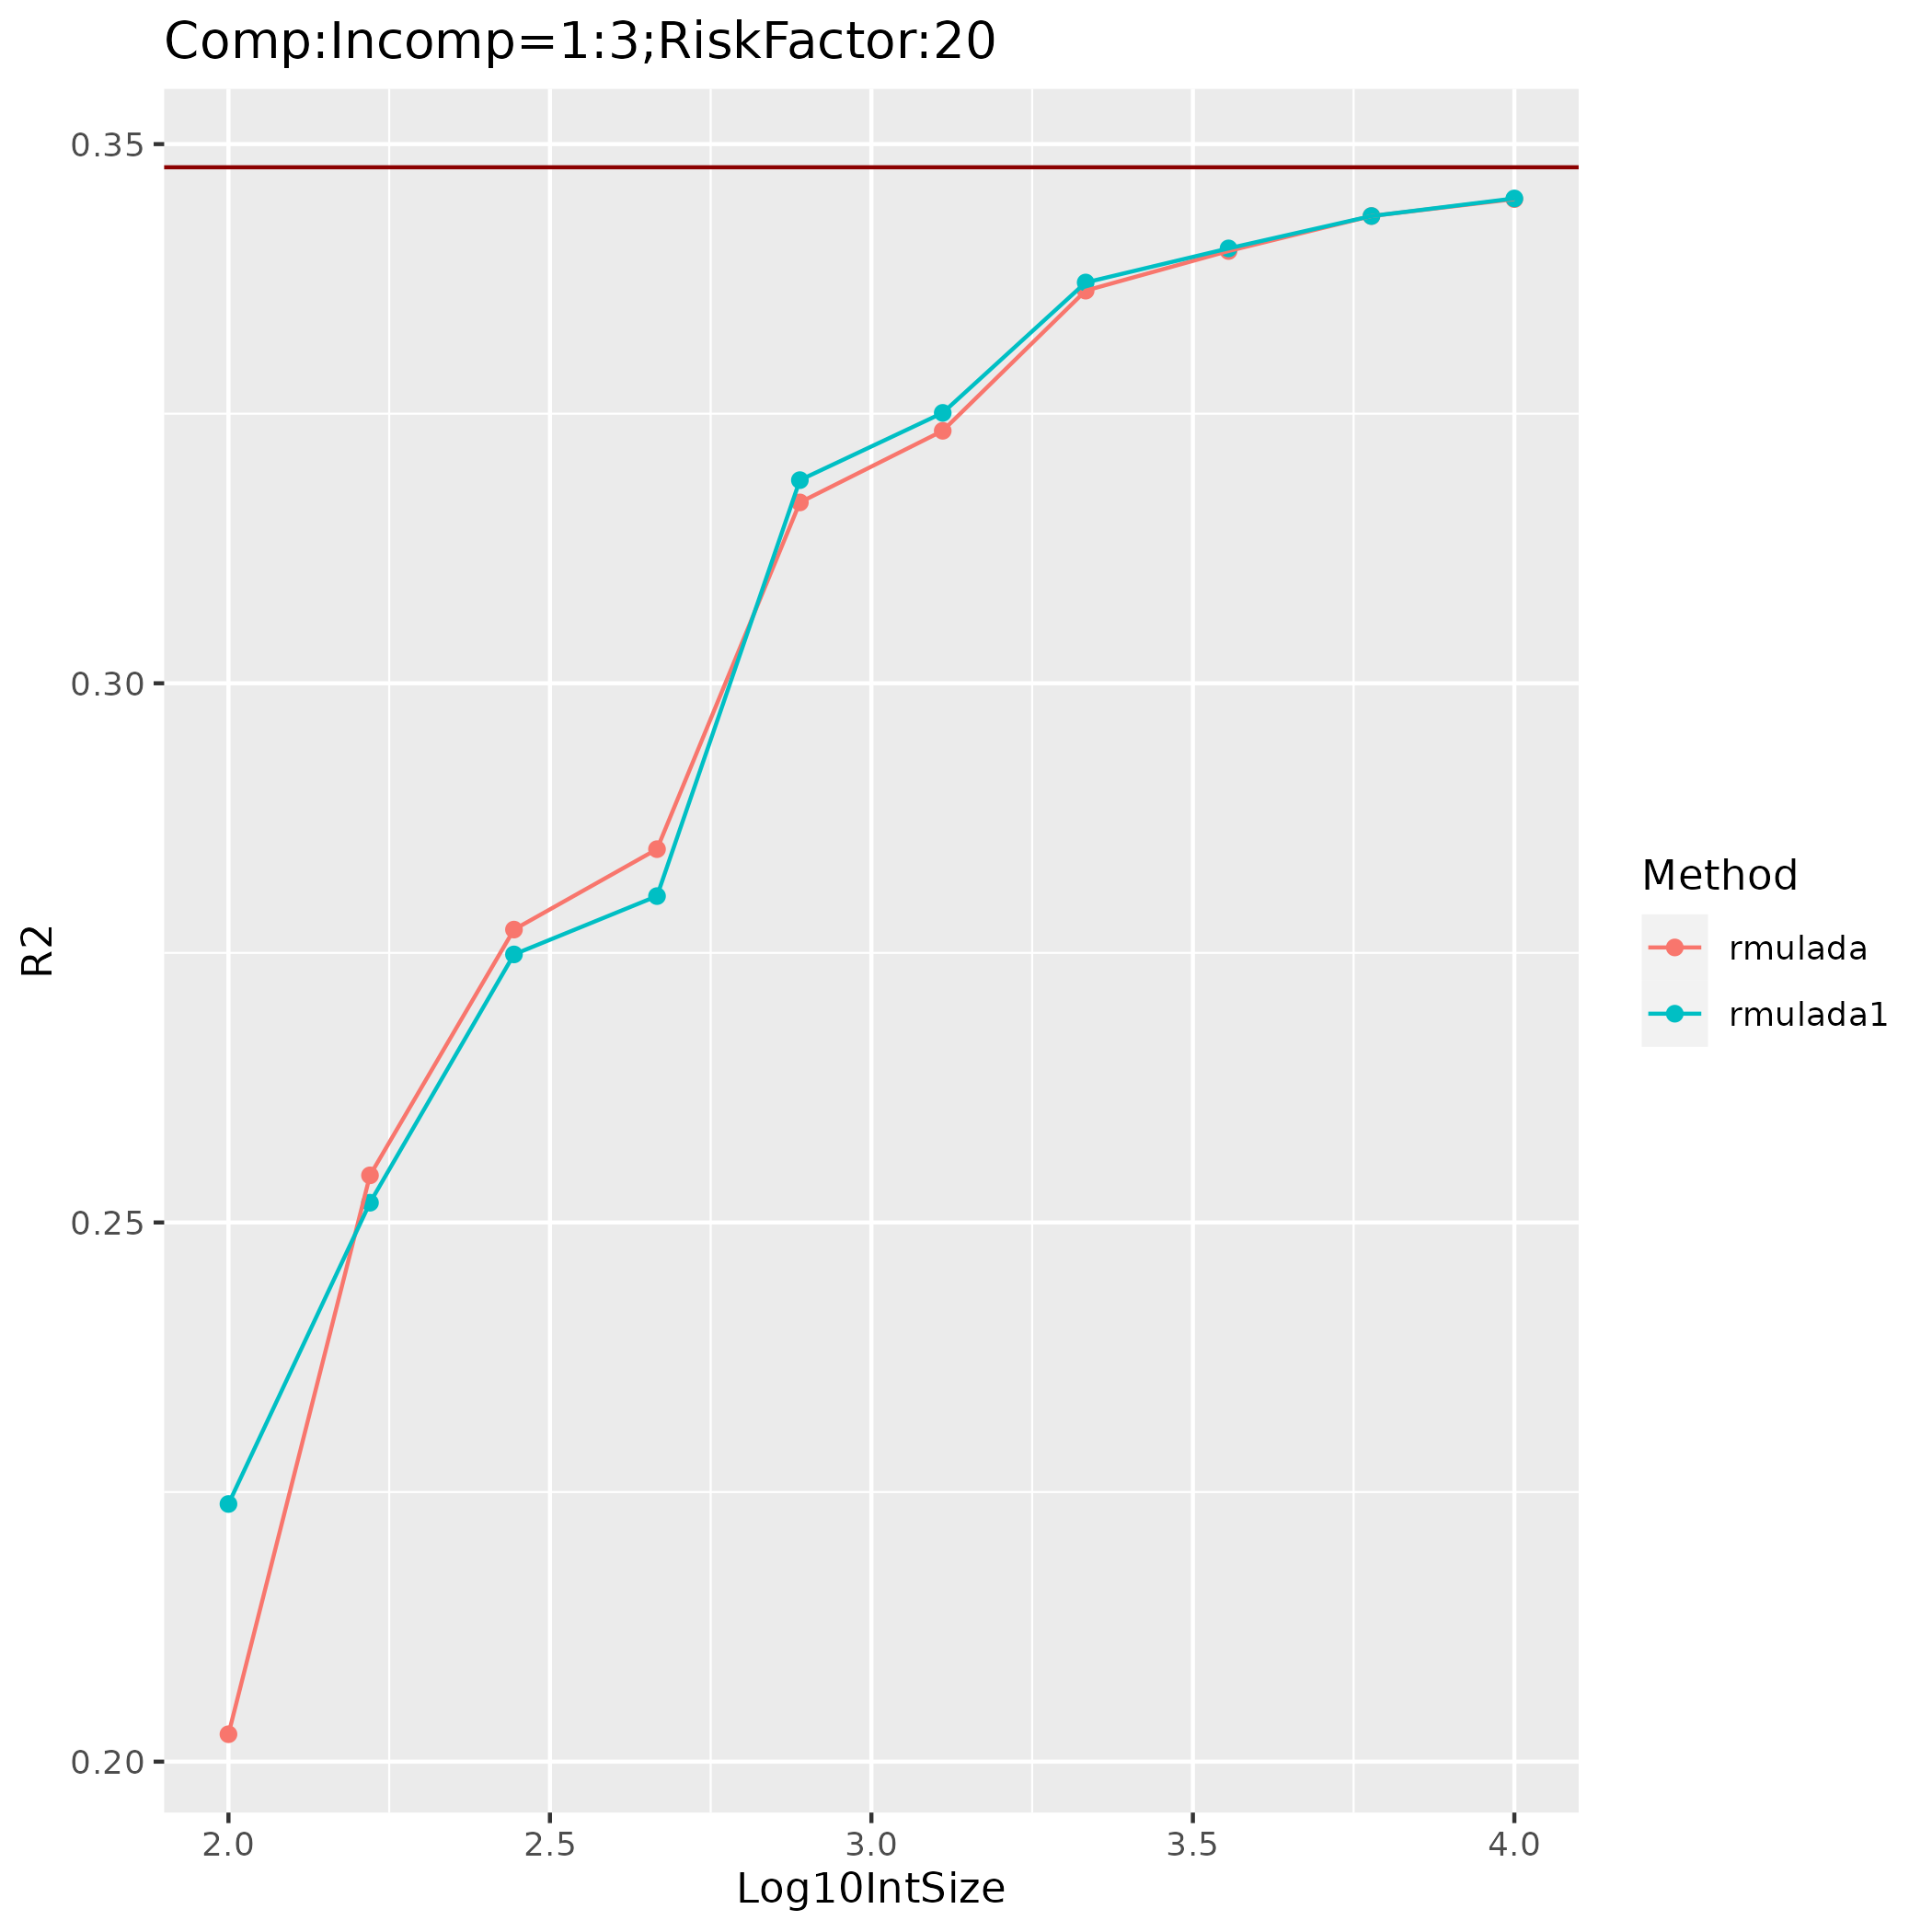 Comp:Incomp=1:3;RiskFactor:20
0.35
0.30
0.25
0.20
R2
2.0 2.5 3.0 3.5 4.0
Log10IntSize
Method
rmulada
rmulada1